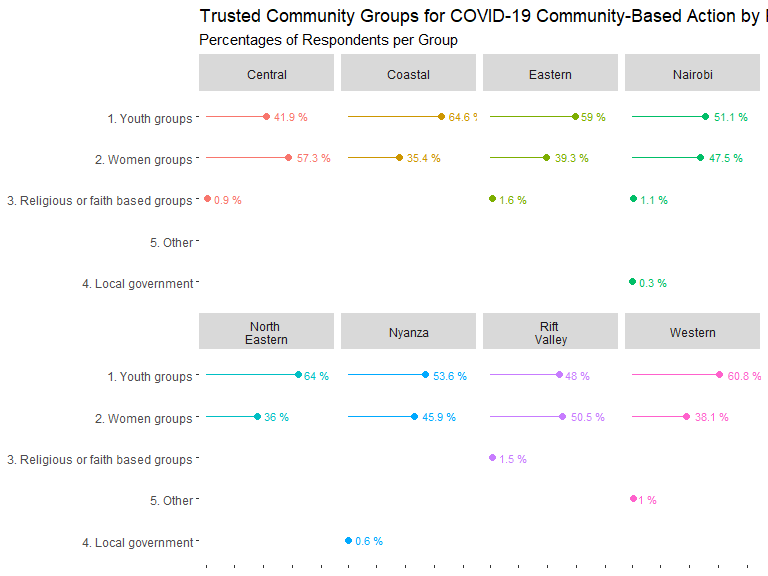 Trusted Community Groups for COVID-19 Community-Based Action by
Percentages of Respondents per Group
Central Coastal Eastern Nairobi
1. Youth groups 41.9 % 64.6 % 59 % 51.1 %
2. Women groups 57.3 % 35.4 % 39.3 % 47.5 %
3. Religious or faith based groups 0.9 % 1.6 % 1.1 %
5. Other
4. Local government 0.3 %
North
Eastern
Nyanza
Rift
Valley
Western
1. Youth groups 64 % 53.6 % 48 % 60.8 %
2. Women groups 36 % 45.9 % 50.5 % 38.1 %
3. Religious or faith based groups 1.5 %
5. Other 1 %
4. Local government 0.6 %